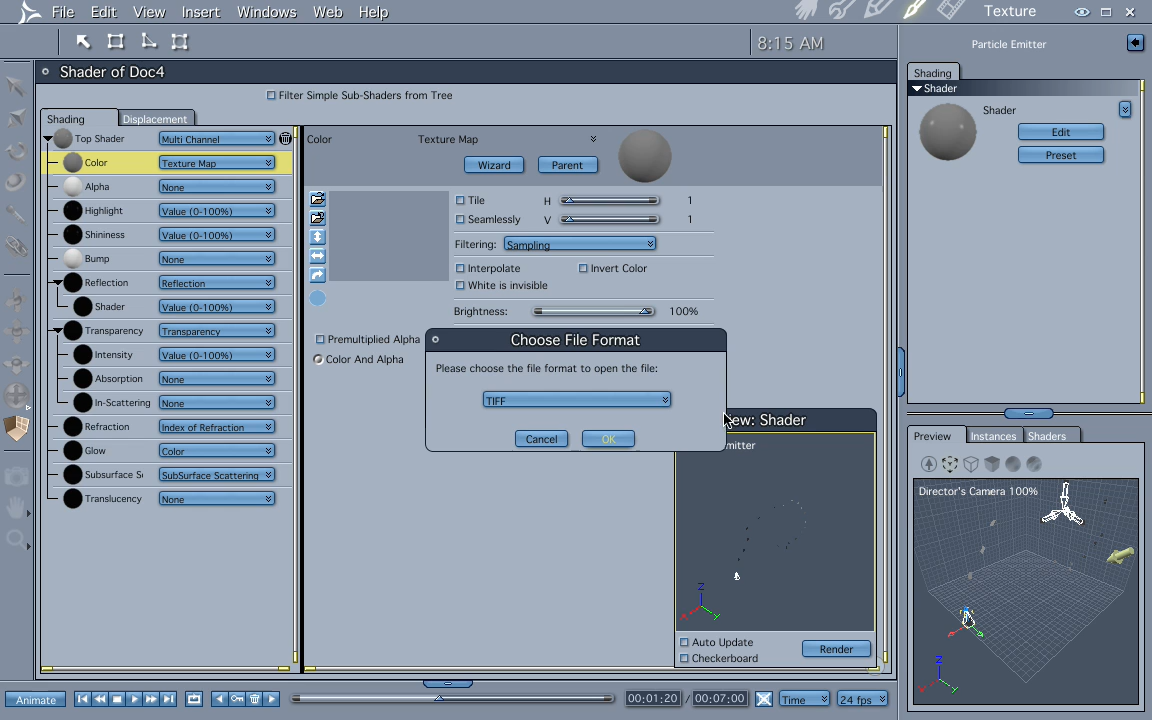 File Edit View Insert Windows Web Help
Texture
8:15 AM
Particle Emitter
Shader of Doc4
Filter Simple Sub-Shaders from Tree
Shading Displacement
Top Shader Multi Channel
Color Texture Map
Alpha None
Highlight Value (0-100%)
Shininess Value (0-100%)
Bump None
Reflection Reflection
Shader Value (0-100%)
Transparency Transparency
Intensity Value (0-100%)
Absorption None
In-Scattering None
Refraction Index of Refraction
Glow Color
Subsurface S SubSurface Scattering
Translucency None
Color Texture Map
Wizard Parent
Tile H 1
Seamlessly V 1
Filtering: Sampling
Interpolate Invert Color
White is invisible
Brightness: 100%
Premultiplied Alpha
Color And Alpha
Choose File Format
Please choose the file format to open the file:
TIFF
Cancel OK
ew: Shader
mitter
Z
X Y
Auto Update
Checkerboard
Render
Shading
Shader
Shader
Edit
Preset
Preview Instances Shaders
Director's Camera 100%
Z
X Y
Animate
00:01:20 / 00:07:00
Time
24 fps